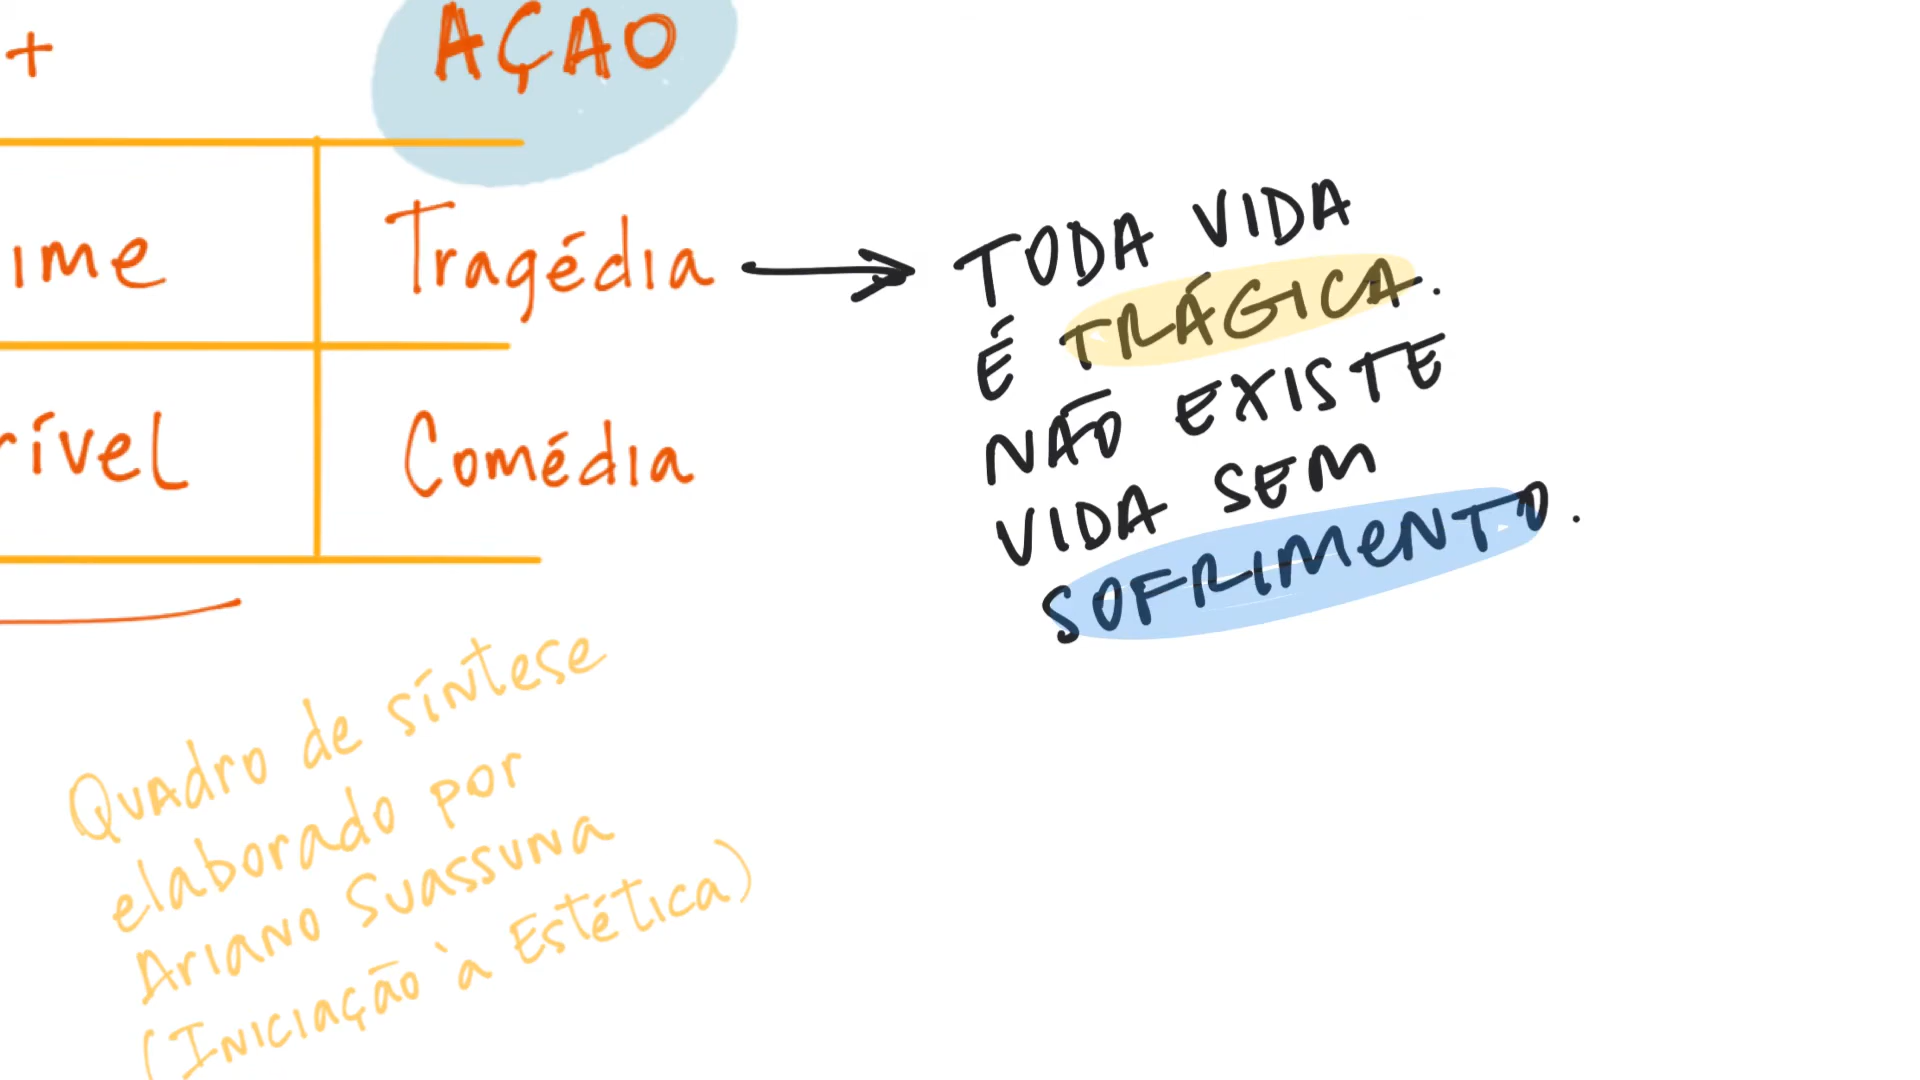 + AÇAO
ime Tragédia → TODA VIDA
É TRÁGICA.
NÃO EXISTE
VIDA SEM
SOFRIMENTO.
rível Comédia
Quadro de síntese
elaborado por
Ariano Suassuna
(Iniciação à Estética)